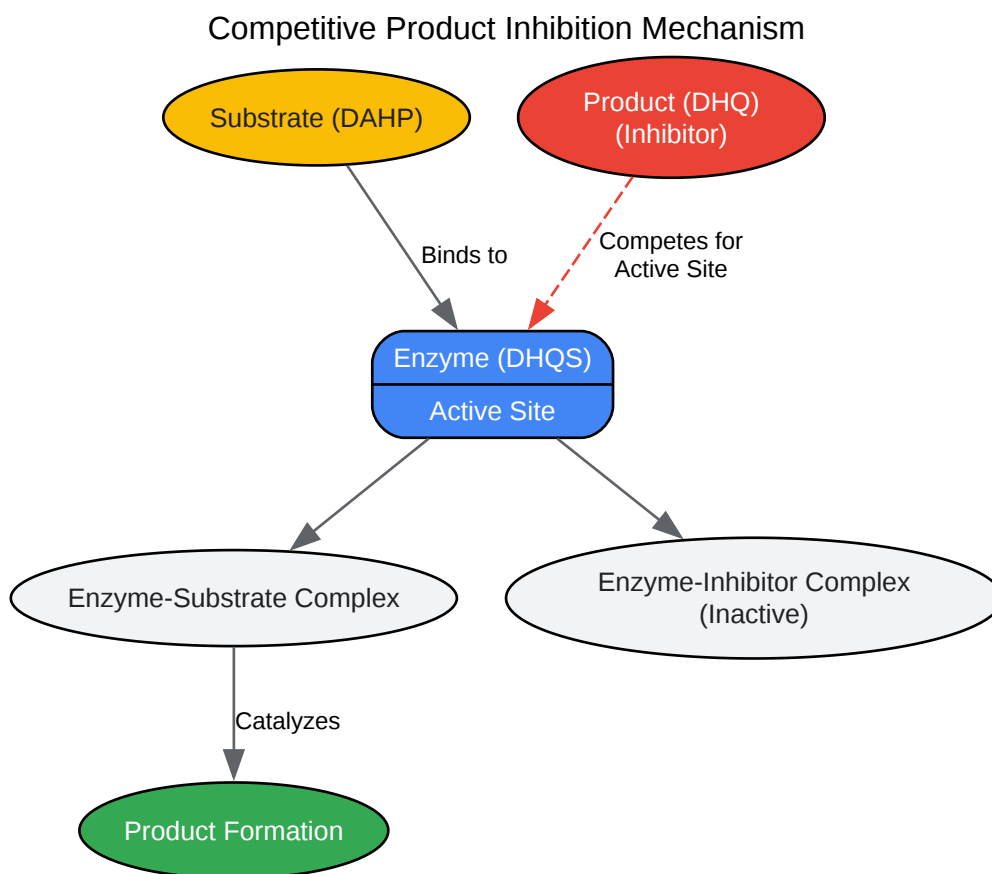 Competitive Product Inhibition Mechanism
Substrate (DAHP)
Product (DHQ)
(Inhibitor)
Binds to
Competes for
Active Site
Enzyme (DHQS)
Active Site
Enzyme-Substrate Complex
Enzyme-Inhibitor Complex
(Inactive)
Catalyzes
Product Formation